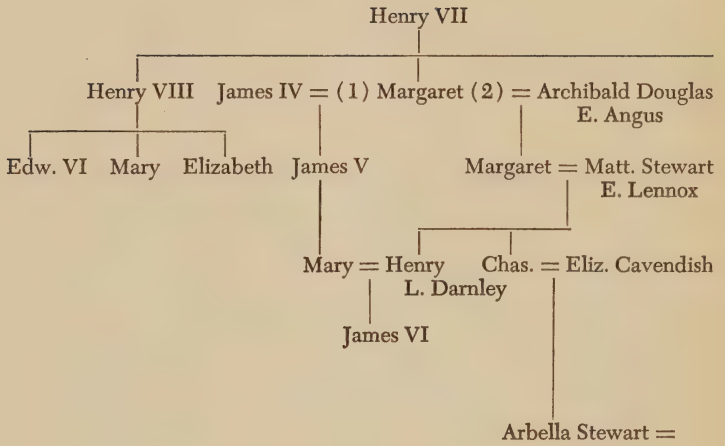 Henry VII
Henry VIII James IV = (1) Margaret (2) = Archibald Douglas
E. Angus
Edw. VI Mary Elizabeth James V Margaret = Matt. Stewart
E. Lennox
Mary = Henry Chas. = Eliz. Cavendish
L. Darnley
James VI
Arbella Stewart =